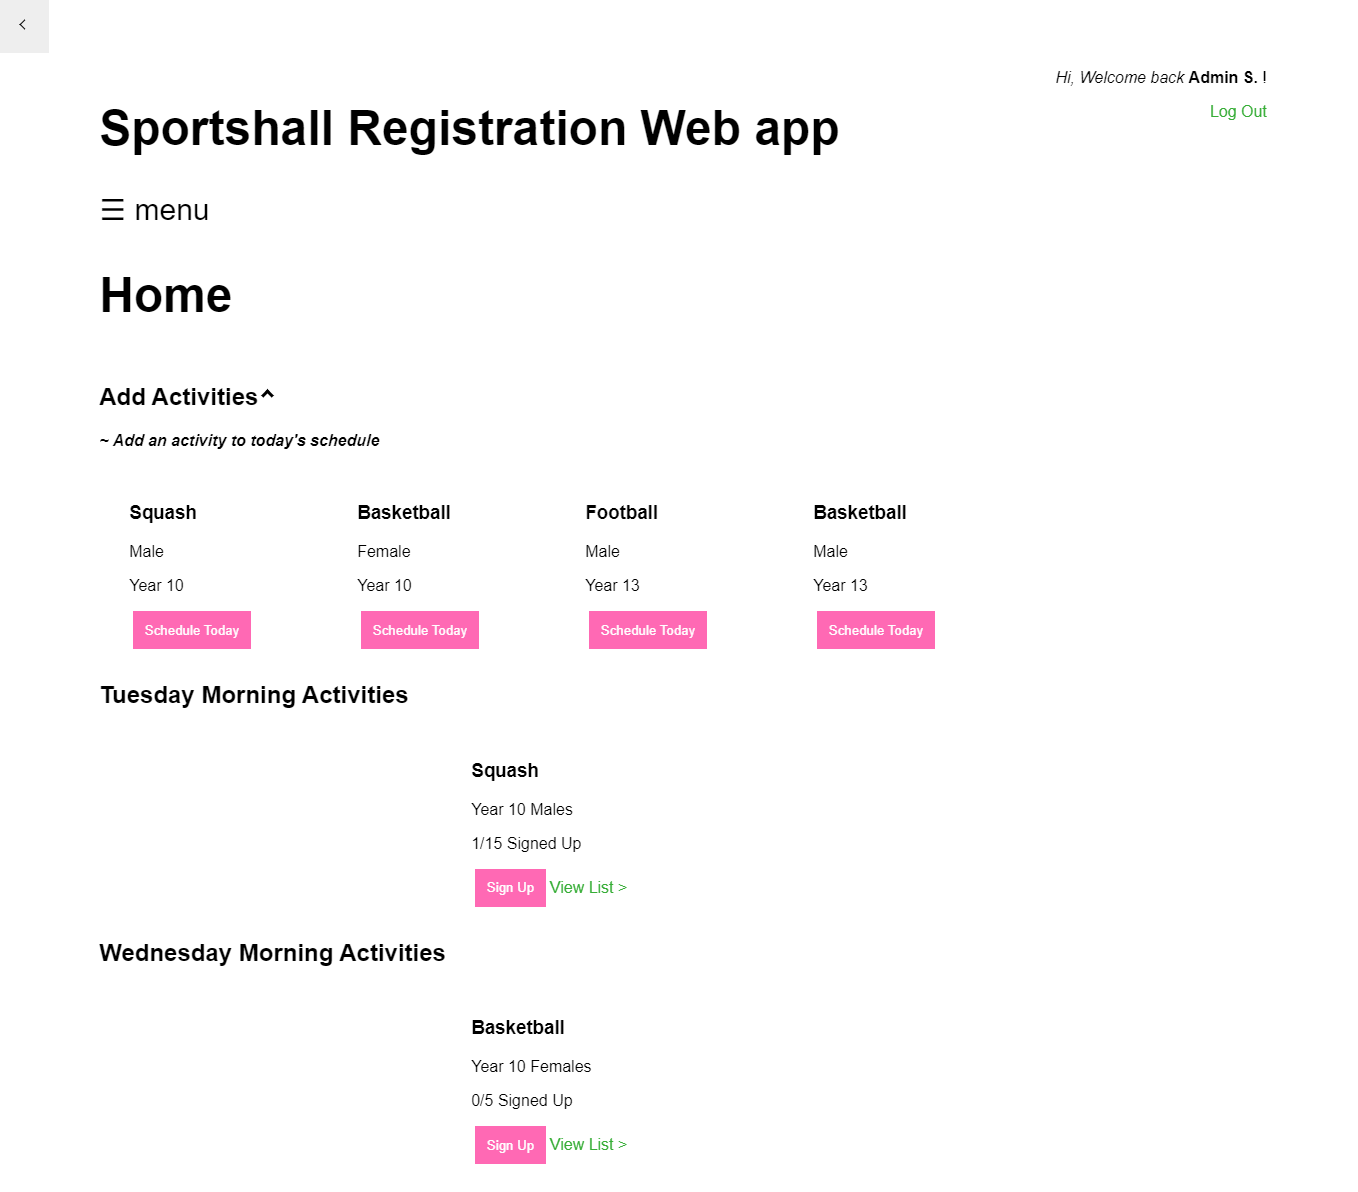 Hi, Welcome back Admin S. !
Log Out
Sportshall Registration Web app
☰ menu
Home
Add Activities^
~ Add an activity to today's schedule
Squash Basketball Football Basketball
Male Female Male Male
Year 10 Year 10 Year 13 Year 13
Schedule Today Schedule Today Schedule Today Schedule Today
Tuesday Morning Activities
Squash
Year 10 Males
1/15 Signed Up
Sign Up View List >
Wednesday Morning Activities
Basketball
Year 10 Females
0/5 Signed Up
Sign Up View List >